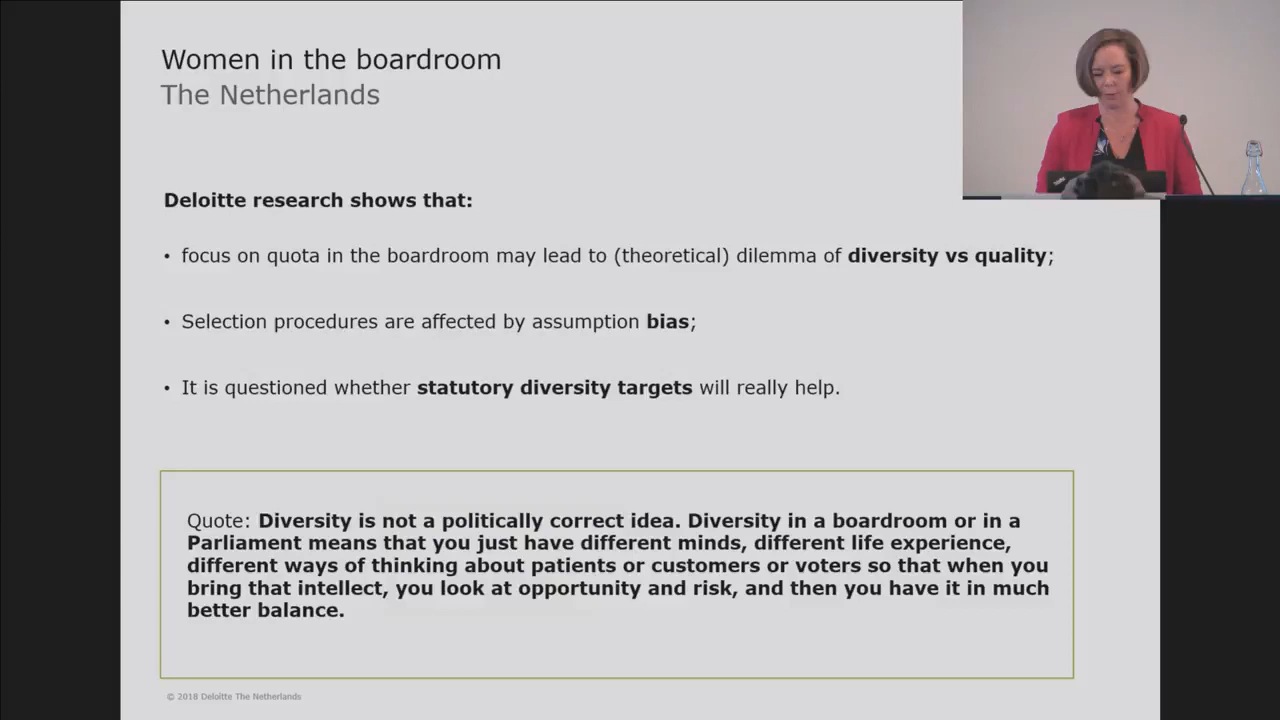 Women in the boardroom
The Netherlands
Deloitte research shows that:
• focus on quota in the boardroom may lead to (theoretical) dilemma of diversity vs quality;
• Selection procedures are affected by assumption bias;
• It is questioned whether statutory diversity targets will really help.
Quote: Diversity is not a politically correct idea. Diversity in a boardroom or in a
Parliament means that you just have different minds, different life experience,
different ways of thinking about patients or customers or voters so that when you
bring that intellect, you look at opportunity and risk, and then you have it in much
better balance.
© 2018 Deloitte The Netherlands